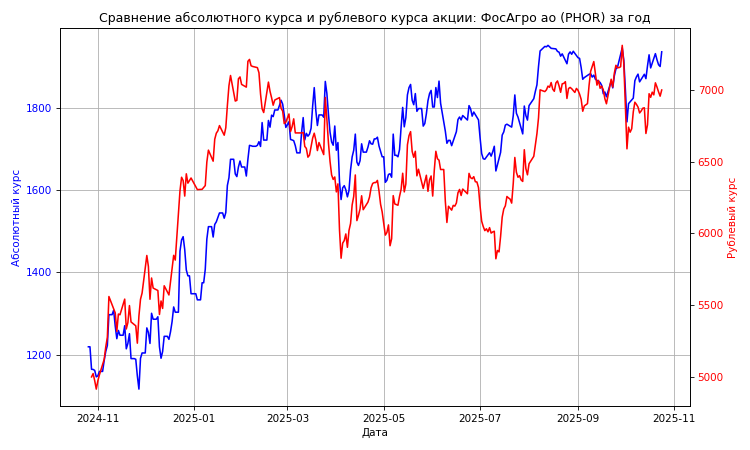 Сравнение абсолютного курса и рублевого курса акции: ФосАгро ао (PHOR) за год
Абсолютный курс
1800
1600
1400
1200
7000
6500
6000
5500
5000
Рублевый курс
2024-11 2025-01 2025-03 2025-05 2025-07 2025-09 2025-11
Дата